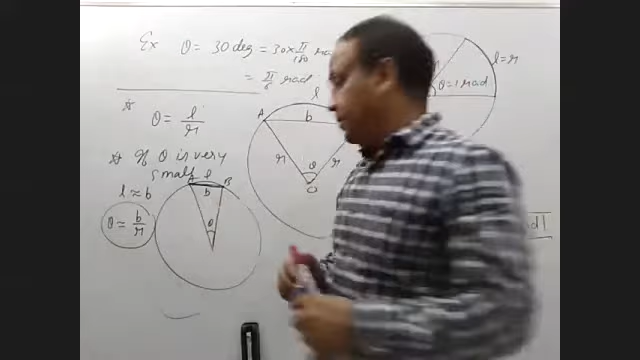 Ex θ = 30 deg = 30 × π/180
= π/6 rad
θ = l/r
If θ is very
small
l ≈ b
θ = b/r
A l B
b
θ
A l
b
r θ r
O
l = r
θ = 1 rad